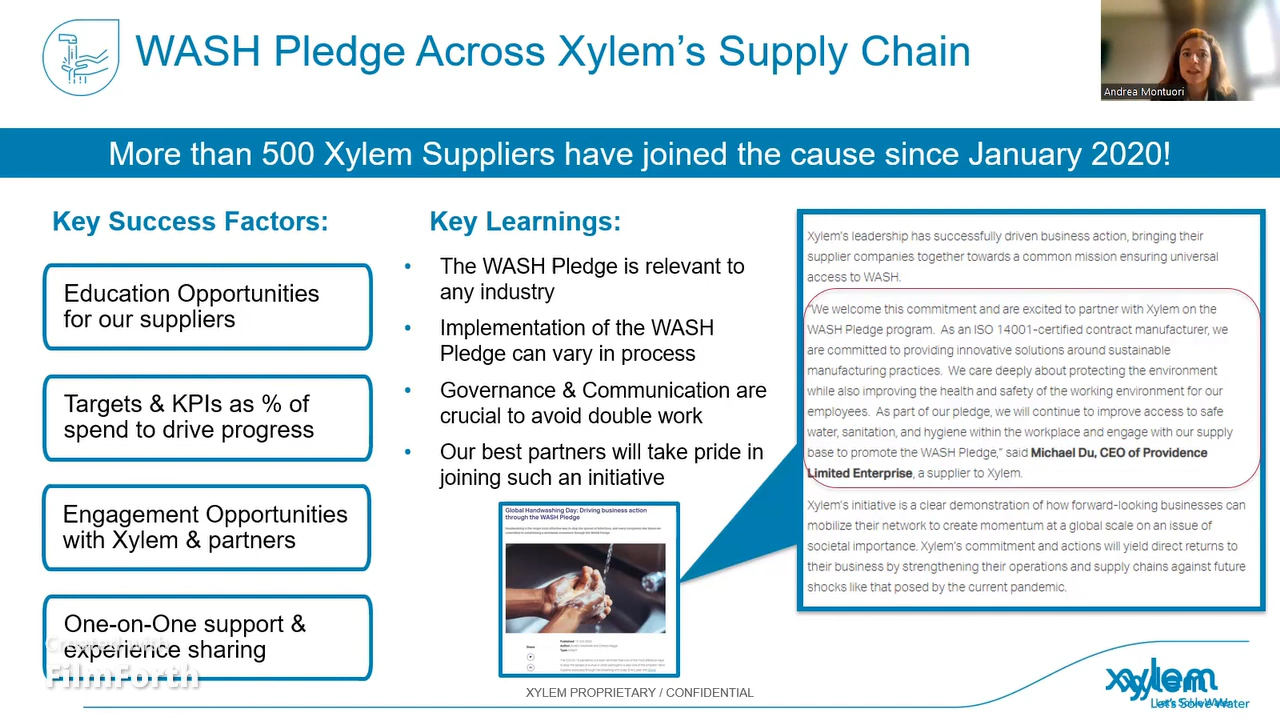 WASH Pledge Across Xylem's Supply Chain
Andrea Montuori
More than 500 Xylem Suppliers have joined the cause since January 2020!
Key Success Factors:
Education Opportunities
for our suppliers
Targets & KPIs as % of
spend to drive progress
Engagement Opportunities
with Xylem & partners
One-on-One support &
experience sharing
Key Learnings:
• The WASH Pledge is relevant to
any industry
• Implementation of the WASH
Pledge can vary in process
• Governance & Communication are
crucial to avoid double work
• Our best partners will take pride in
joining such an initiative
Global Handwashing Day: Driving business action
through the WASH Pledge
Share
Xylem's leadership has successfully driven business action, bringing their
supplier companies together towards a common mission ensuring universal
access to WASH.
"We welcome this commitment and are excited to partner with Xylem on the
WASH Pledge program. As an ISO 14001-certified contract manufacturer, we
are committed to providing innovative solutions around sustainable
manufacturing practices. We care deeply about protecting the environment
while also improving the health and safety of the working environment for our
employees. As part of our pledge, we will continue to improve access to safe
water, sanitation, and hygiene within the workplace and engage with our supply
base to promote the WASH Pledge," said Michael Du, CEO of Providence
Limited Enterprise, a supplier to Xylem.
Xylem's initiative is a clear demonstration of how forward-looking businesses can
mobilize their network to create momentum at a global scale on an issue of
societal importance. Xylem's commitment and actions will yield direct returns to
their business by strengthening their operations and supply chains against future
shocks like that posed by the current pandemic.
Created with
FilmForth
XYLEM PROPRIETARY / CONFIDENTIAL
xylem
Let's Solve Water